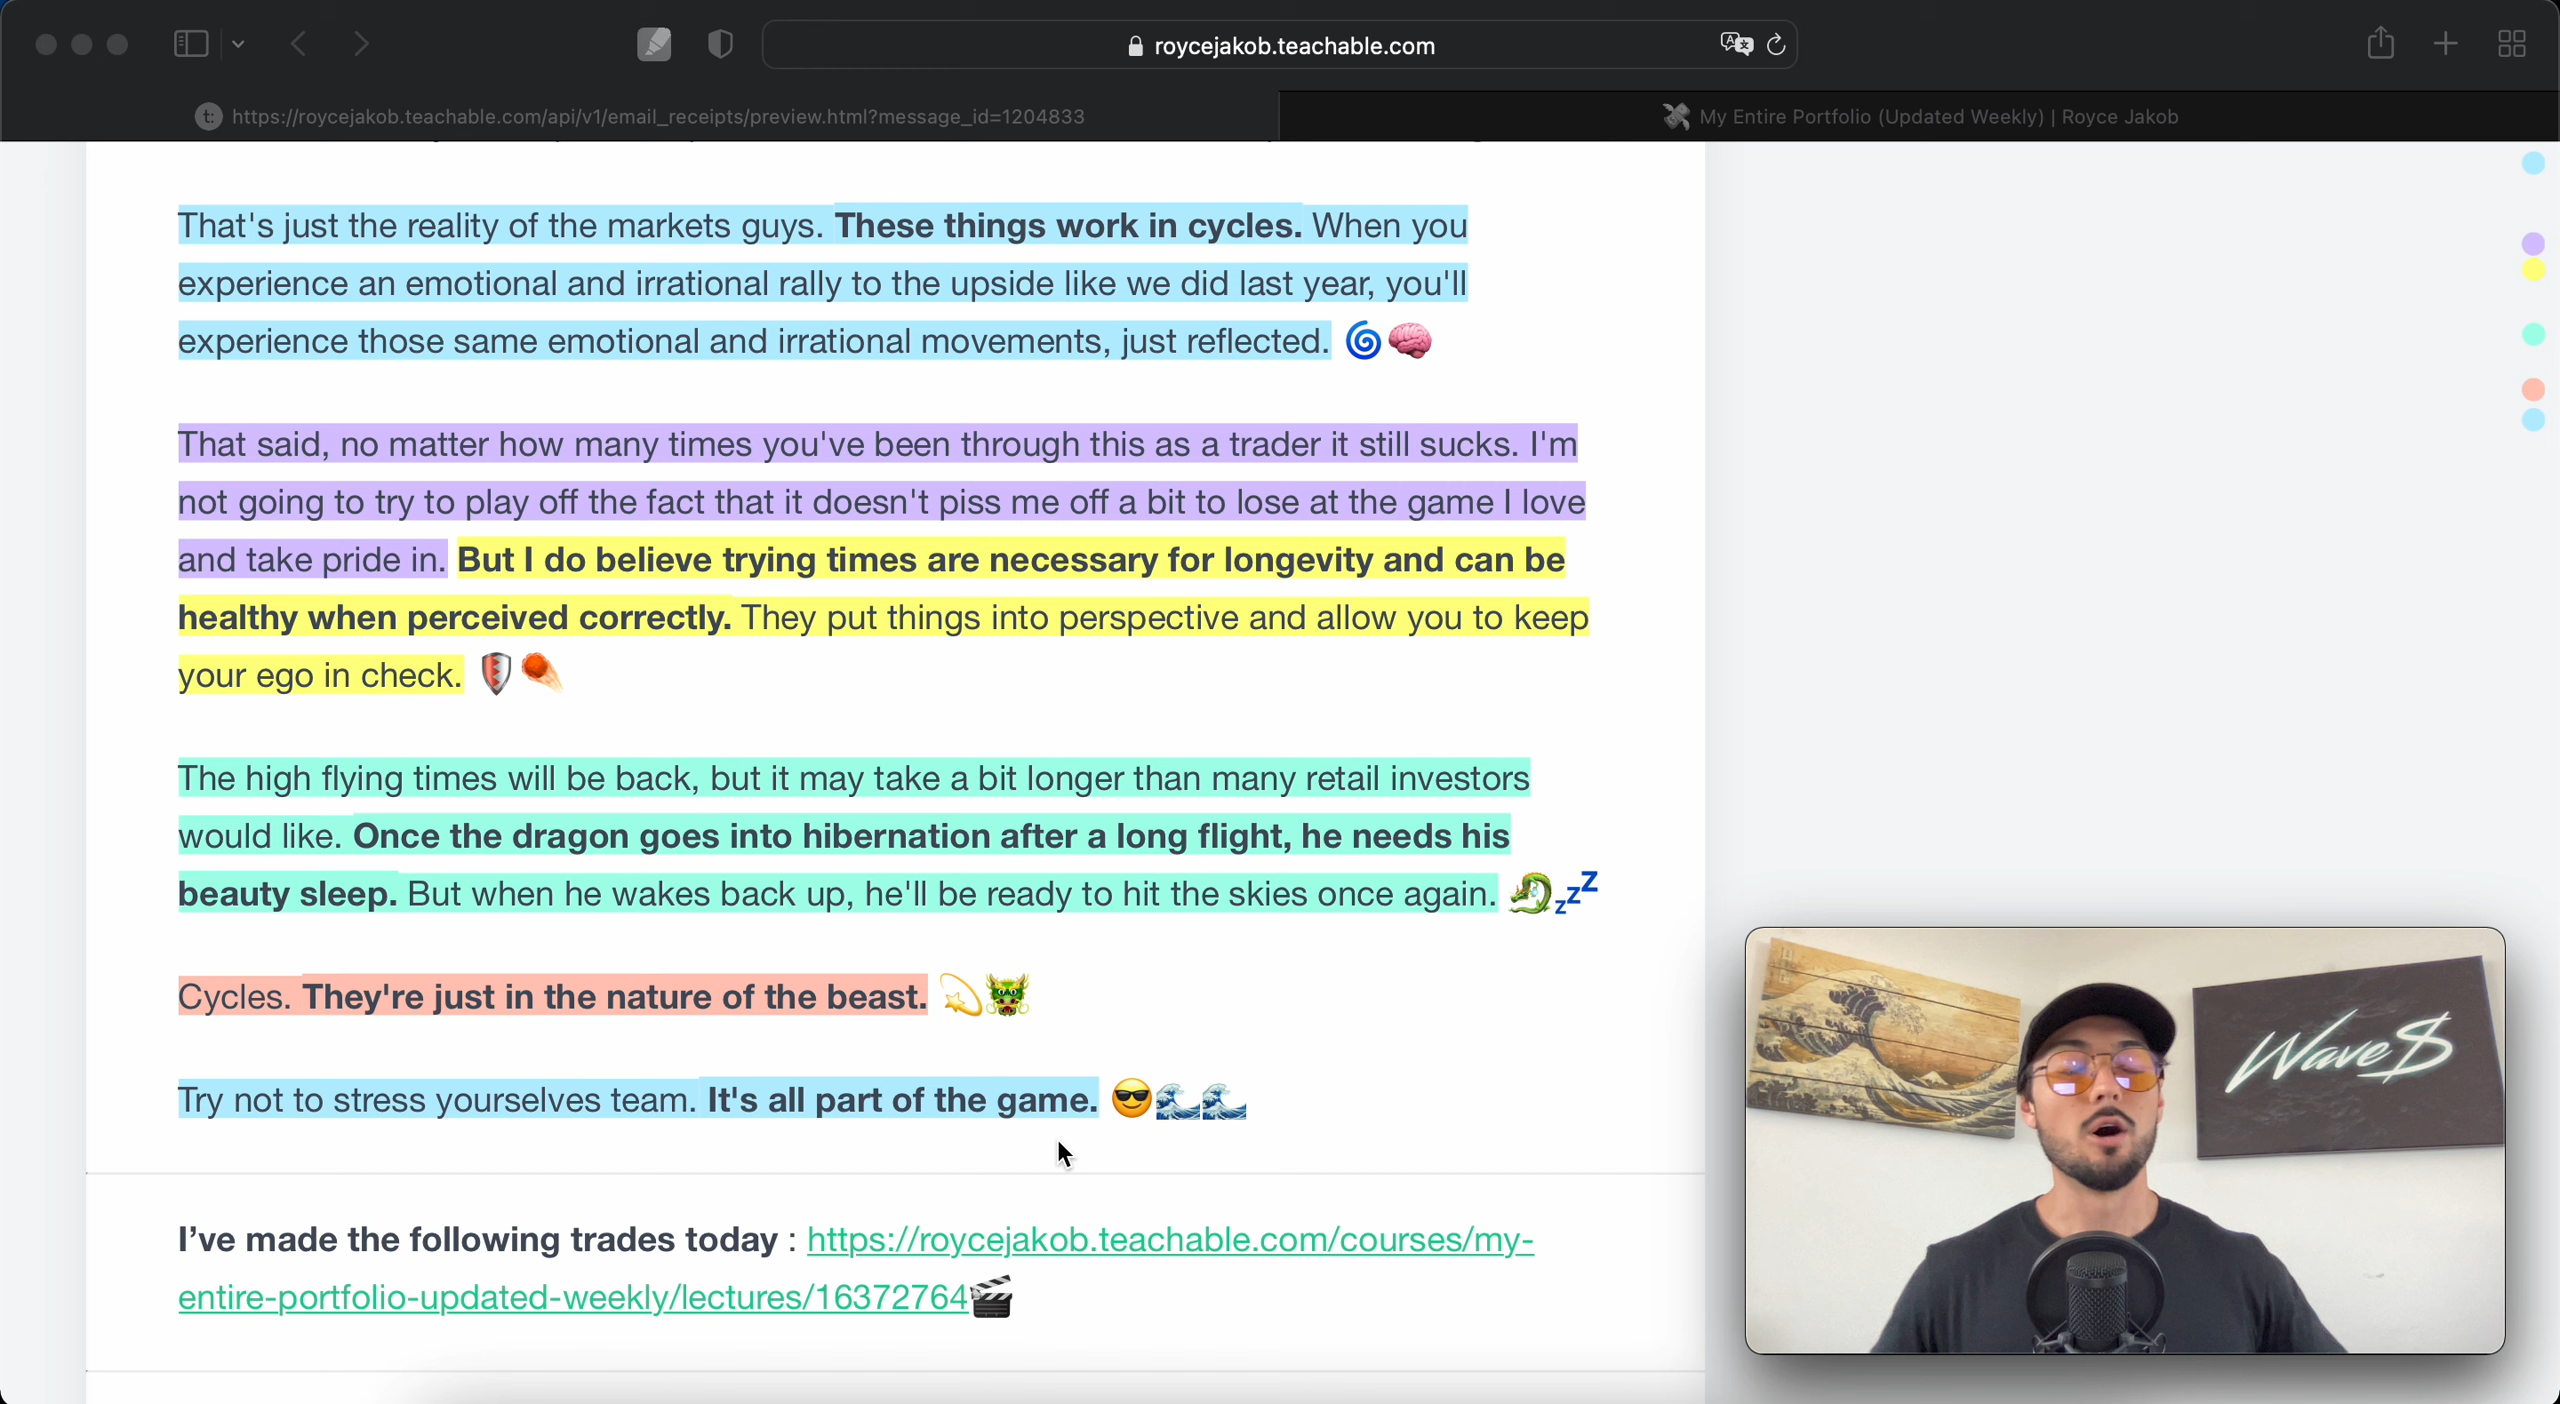 roycejakob.teachable.com
t: https://roycejakob.teachable.com/api/v1/email_receipts/preview.html?message_id=1204833
My Entire Portfolio (Updated Weekly) | Royce Jakob
That's just the reality of the markets guys. These things work in cycles. When you
experience an emotional and irrational rally to the upside like we did last year, you'll
experience those same emotional and irrational movements, just reflected. 🌀🧠
That said, no matter how many times you've been through this as a trader it still sucks. I'm
not going to try to play off the fact that it doesn't piss me off a bit to lose at the game I love
and take pride in. But I do believe trying times are necessary for longevity and can be
healthy when perceived correctly. They put things into perspective and allow you to keep
your ego in check. 🛡️☄️
The high flying times will be back, but it may take a bit longer than many retail investors
would like. Once the dragon goes into hibernation after a long flight, he needs his
beauty sleep. But when he wakes back up, he'll be ready to hit the skies once again. 🐉💤
Cycles. They're just in the nature of the beast. 💫🐲
Try not to stress yourselves team. It's all part of the game. 😎🌊🌊
I’ve made the following trades today : https://roycejakob.teachable.com/courses/my-
entire-portfolio-updated-weekly/lectures/16372764🎬
Wave$